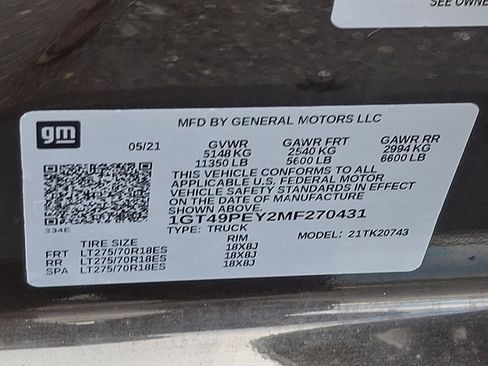 SEE OWNE
MFD BY GENERAL MOTORS LLC
gm
05/21 GVWR GAWR FRT GAWR RR
5148 KG 2540 KG 2994 KG
11350 LB 5600 LB 6600 LB
THIS VEHICLE CONFORMS TO ALL
APPLICABLE U.S. FEDERAL MOTOR
VEHICLE SAFETY STANDARDS IN EFFECT
ON THE DATE OF MANUFACTURE
SHOWN ABOVE.
1GT49PEY2MF270431
334E TYPE: TRUCK MODEL: 21TK20743
TIRE SIZE RIM
FRT LT275/70R18ES 18X8J
RR LT275/70R18ES 18X8J
SPA LT275/70R18ES 18X8J